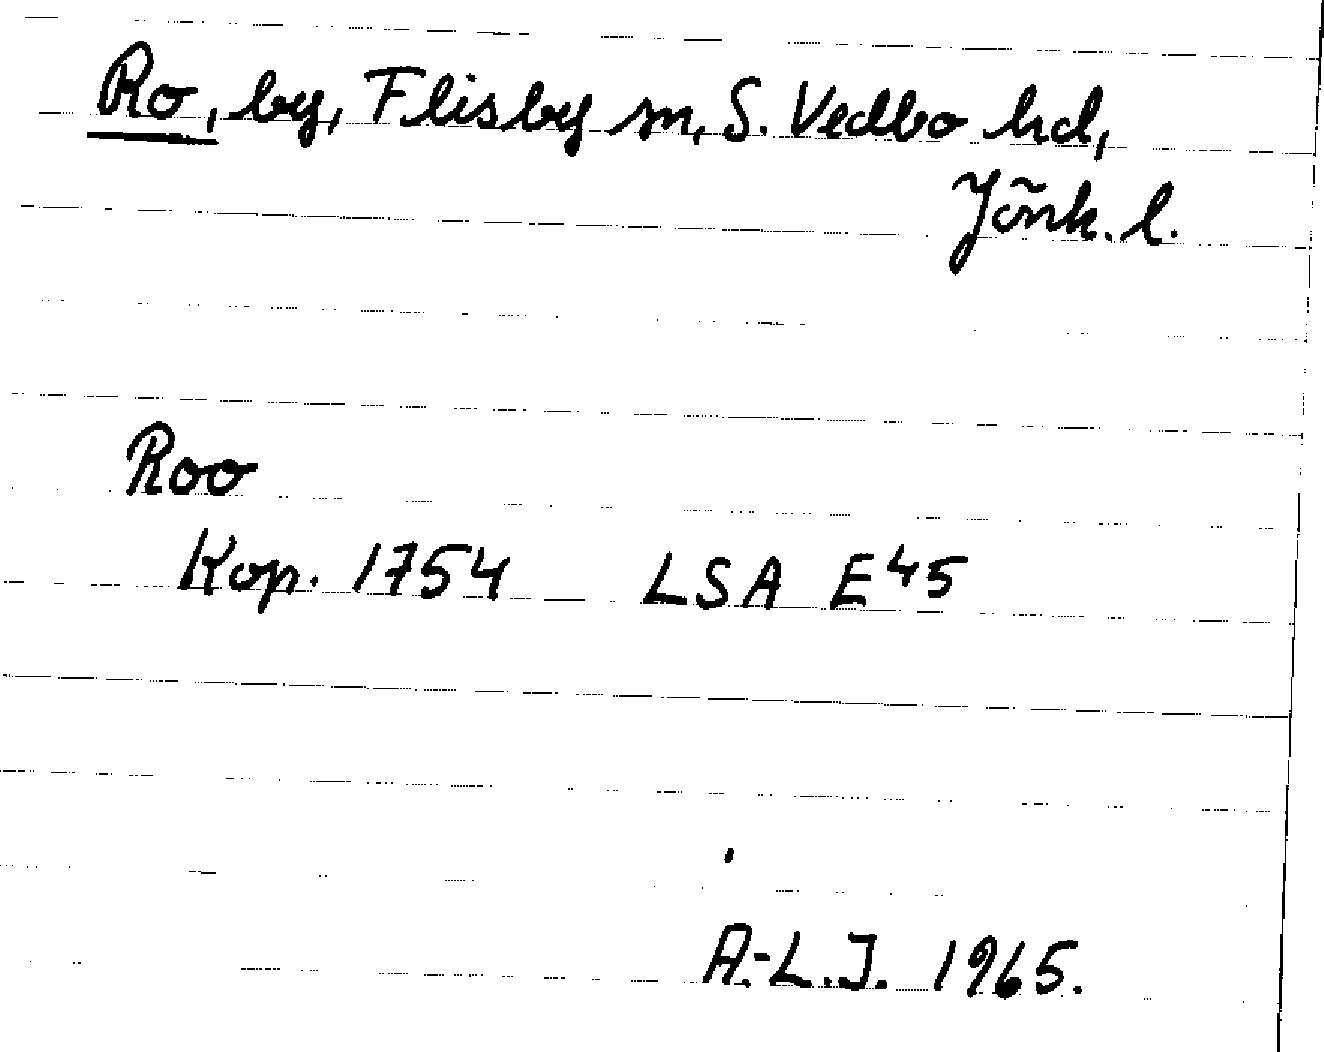 Ro, by, Flisby sn, S. Vedbo hd,
Jönk. l.
Roo
Kop. 1754 LSA E45
A.-L.J. 1965.